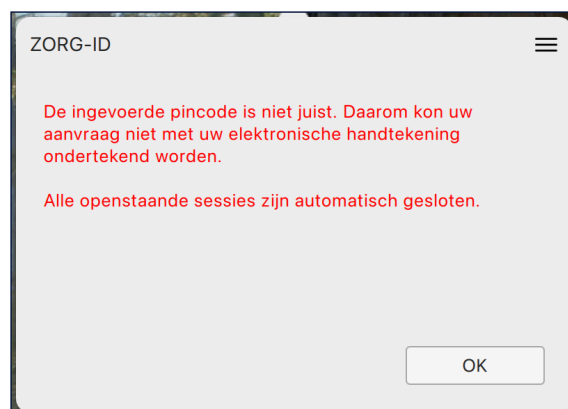 ZORG-ID
De ingevoerde pincode is niet juist. Daarom kon uw
aanvraag niet met uw elektronische handtekening
ondertekend worden.
Alle openstaande sessies zijn automatisch gesloten.
OK